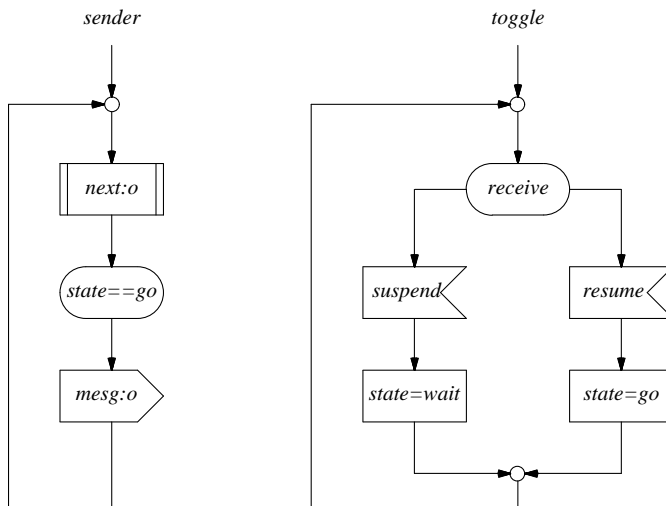 sender
toggle
next:o
receive
state==go
suspend
resume
mesg:o
state=wait
state=go